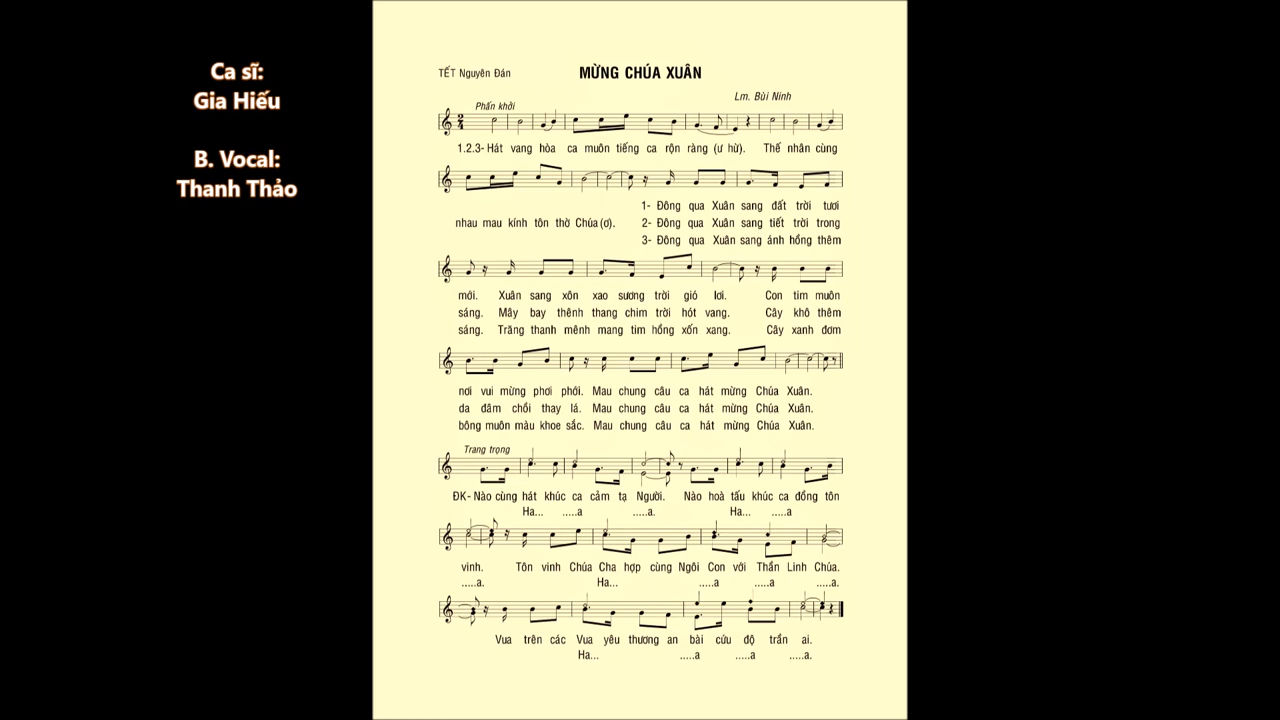 Ca sĩ:
Gia Hiếu
B. Vocal:
Thanh Thảo
TẾT Nguyên Đán
MỪNG CHÚA XUÂN
Lm. Bùi Ninh
Phấn khởi
1.2.3- Hát vang hòa ca muôn tiếng ca rộn ràng (ư hừ). Thế nhân cùng
1- Đông qua Xuân sang đất trời tươi
nhau mau kính tôn thờ Chúa (ơ). 2- Đông qua Xuân sang tiết trời trong
3- Đông qua Xuân sang ánh hồng thêm
mới. Xuân sang xôn xao sương trời gió lơi. Con tim muôn
sáng. Mây bay thênh thang chim trời hót vang. Cây khô thêm
sáng. Trăng thanh mênh mang tim hồng xốn xang. Cây xanh đơm
nơi vui mừng phơi phới. Mau chung câu ca hát mừng Chúa Xuân.
da đâm chồi thay lá. Mau chung câu ca hát mừng Chúa Xuân.
bông muôn màu khoe sắc. Mau chung câu ca hát mừng Chúa Xuân.
Trang trọng
ĐK- Nào cùng hát khúc ca cảm tạ Người. Nào hoà tấu khúc ca đồng tôn
Ha... .....a .....a. Ha... .....a
vinh. Tôn vinh Chúa Cha hợp cùng Ngôi Con với Thần Linh Chúa.
.....a. Ha... .....a .....a .....a.
Vua trên các Vua yêu thương an bài cứu độ trần ai.
Ha... .....a .....a .....a.